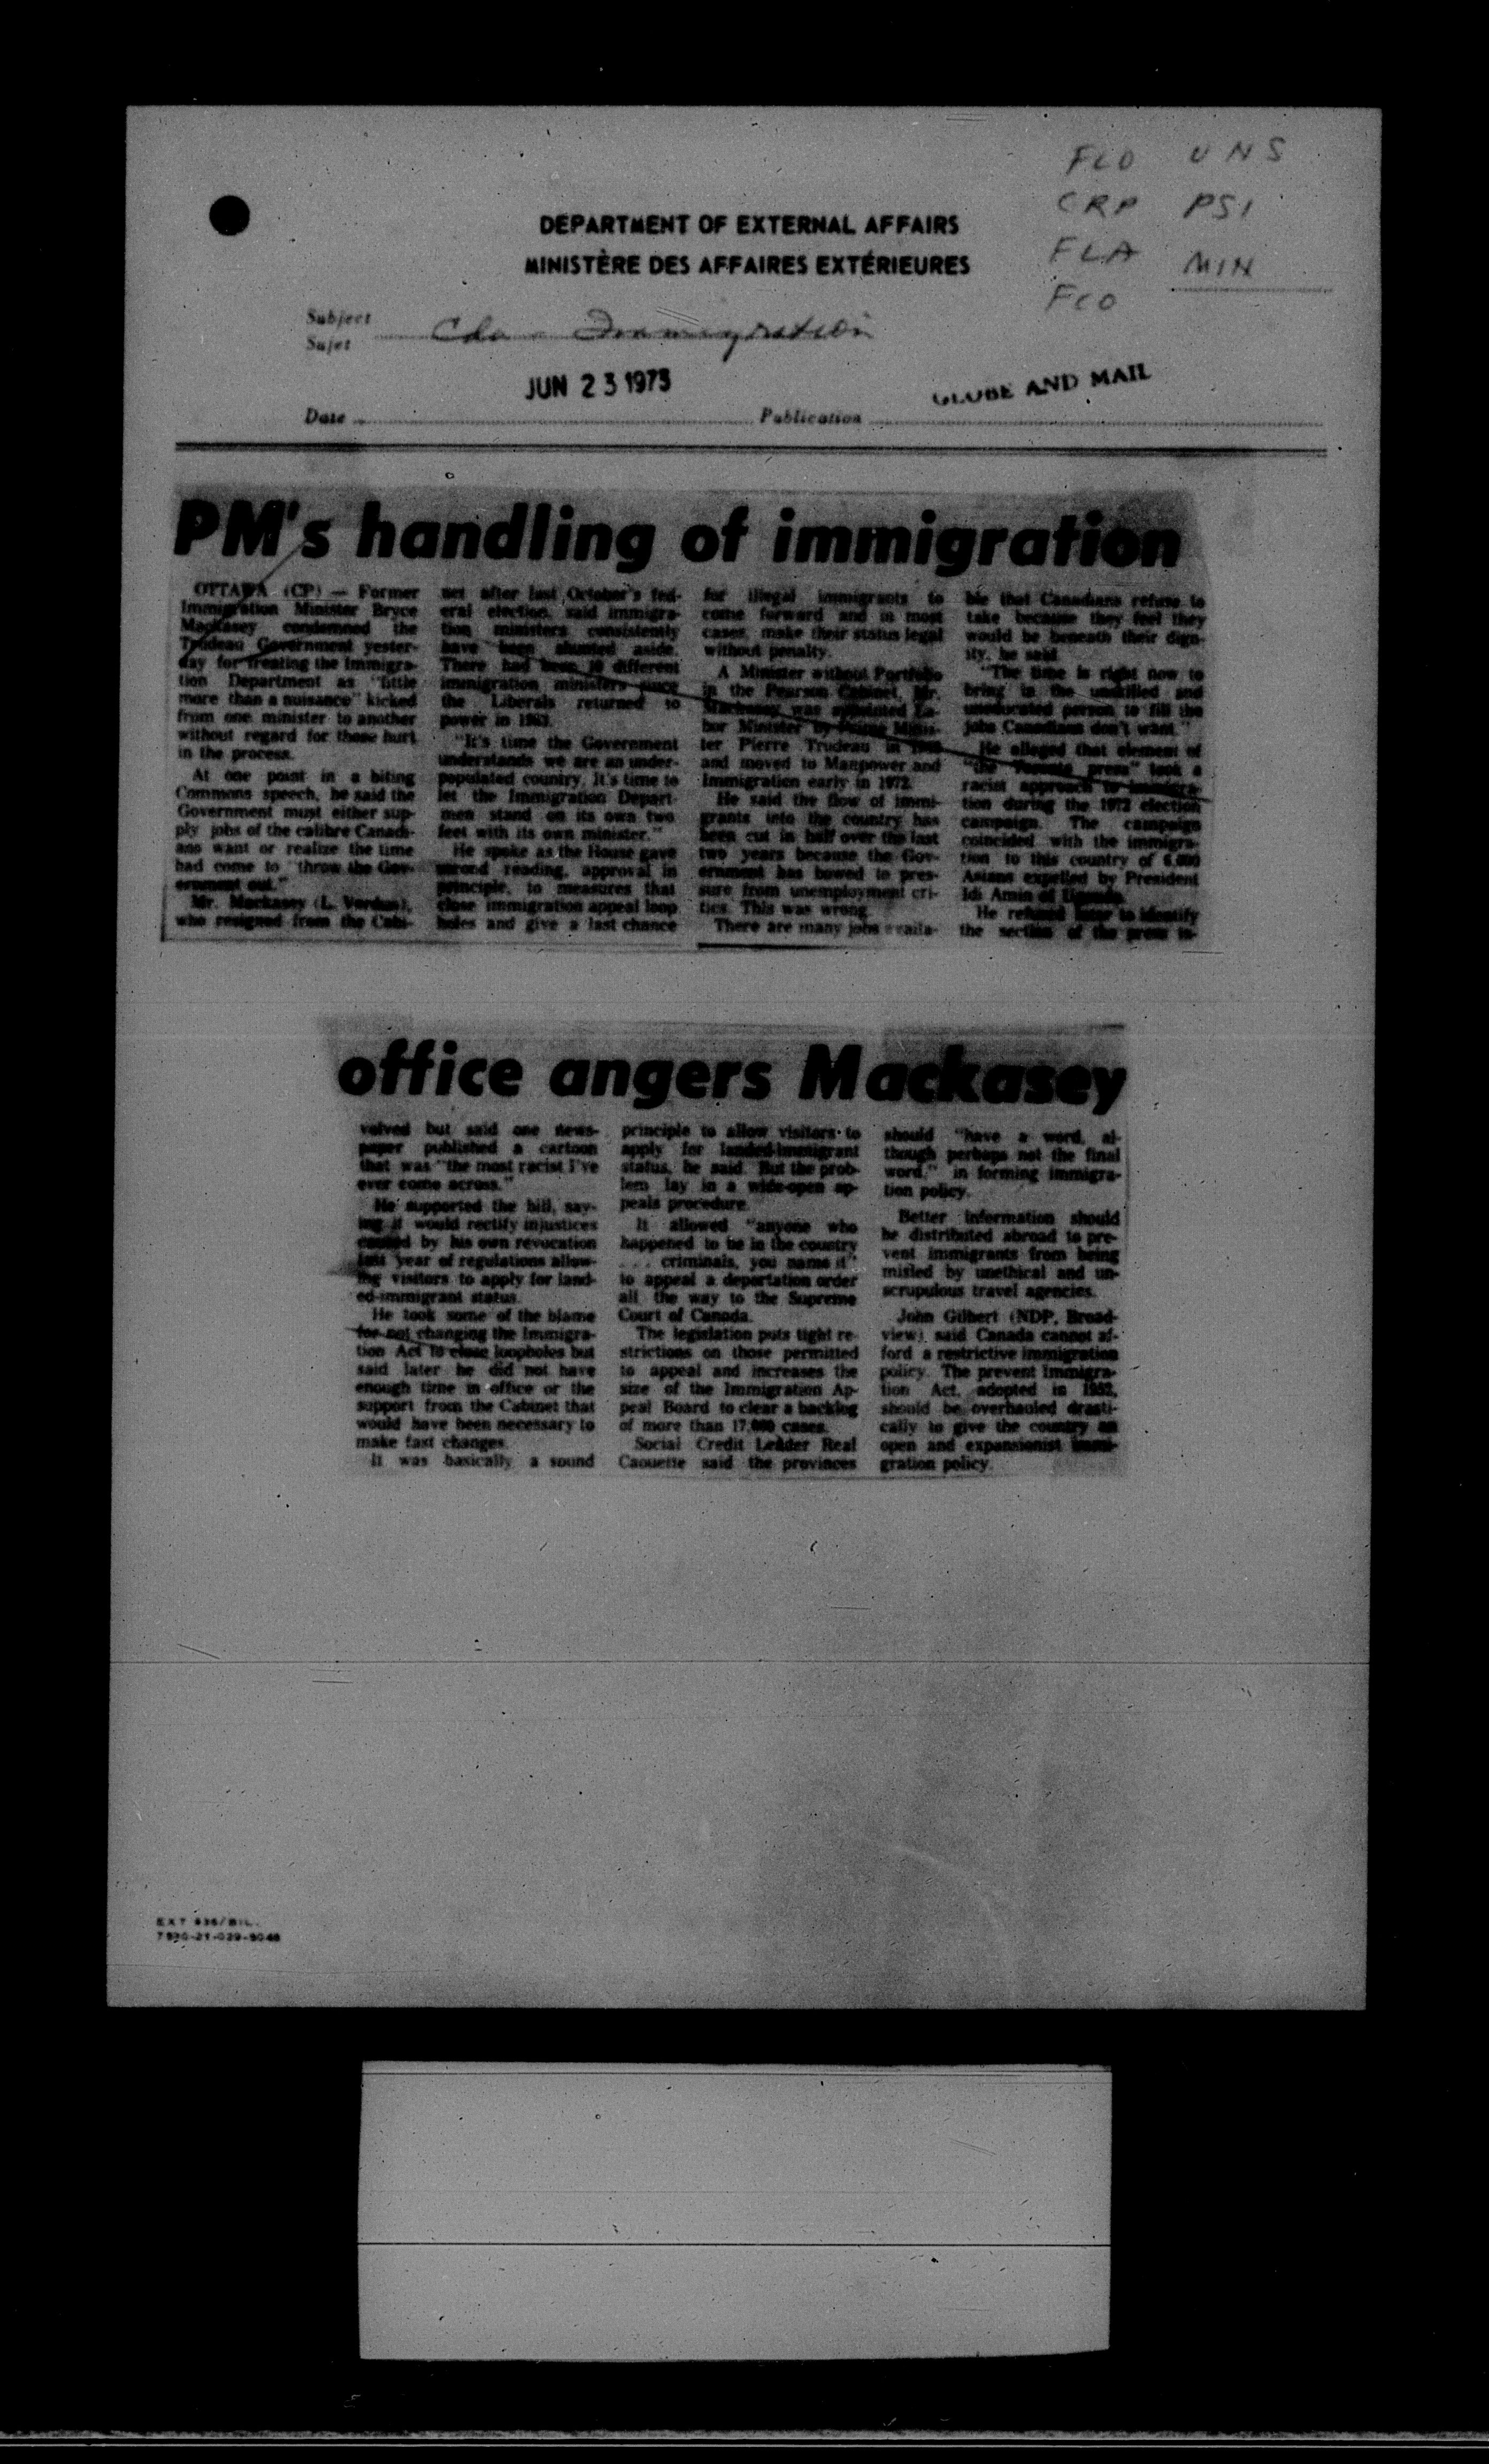 FLO UNS
CRP PSI
FLA MIN
FCO
DEPARTMENT OF EXTERNAL AFFAIRS
MINISTÈRE DES AFFAIRES EXTÉRIEURES
Subject
Sujet
Cda - Immigration
JUN 23 1973
GLOBE AND MAIL
Date Publication
PM's handling of immigration
OTTAWA (CP) — Former
Immigration Minister Bryce
Mackasey condemned the
Trudeau Government yester-
day for treating the Immigra-
tion Department as "little
more than a nuisance" kicked
from one minister to another
without regard for those hurt
in the process.
At one point in a biting
Commons speech, he said the
Government must either sup-
ply jobs of the calibre Canadi-
ans want or realize the time
had come to "throw the Gov-
ernment out."
Mr. Mackasey (L. Verdun),
who resigned from the Cabi-
net after last October's fed-
eral election, said immigra-
tion ministers consistently
have been shunted aside.
There had been 10 different
immigration ministers since
the Liberals returned to
power in 1963.
"It's time the Government
understands we are an under-
populated country. It's time to
let the Immigration Depart-
men stand on its own two
feet with its own minister."
He spoke as the House gave
second reading, approval in
principle, to measures that
close immigration appeal loop
holes and give a last chance
for illegal immigrants to
come forward and in most
cases, make their status legal
without penalty.
A Minister without Portfolio
in the Pearson Cabinet, Mr.
Mackasey was appointed La-
bor Minister by Prime Minis-
ter Pierre Trudeau in 1968
and moved to Manpower and
Immigration early in 1972.
He said the flow of immi-
grants into the country has
been cut in half over the last
two years because the Gov-
ernment has bowed to pres-
sure from unemployment cri-
tics. This was wrong.
There are many jobs availa-
ble that Canadians refuse to
take because they feel they
would be beneath their dign-
ity, he said.
"The time is right now to
bring in the unskilled and
uneducated person to fill the
jobs Canadians don't want."
He alleged that element of
"the Toronto press" took a
racist approach to immigra-
tion during the 1972 election
campaign. The campaign
coincided with the immigra-
tion to this country of 6,000
Asians expelled by President
Idi Amin of Uganda.
He refused later to identify
the section of the press in-
office angers Mackasey
volved but said one news-
paper published a cartoon
that was "the most racist I've
ever come across."
He supported the bill, say-
ing it would rectify injustices
caused by his own revocation
last year of regulations allow-
ing visitors to apply for land-
ed-immigrant status.
He took some of the blame
for not changing the Immigra-
tion Act to close loopholes but
said later he did not have
enough time in office or the
support from the Cabinet that
would have been necessary to
make fast changes.
It was basically a sound
principle to allow visitors to
apply for landed-immigrant
status, he said. But the prob-
lem lay in a wide-open ap-
peals procedure.
It allowed "anyone who
happened to be in the country
. . . criminals, you name it"
to appeal a deportation order
all the way to the Supreme
Court of Canada.
The legislation puts tight re-
strictions on those permitted
to appeal and increases the
size of the Immigration Ap-
peal Board to clear a backlog
of more than 17,000 cases.
Social Credit Leader Real
Caouette said the provinces
should "have a word, al-
though perhaps not the final
word," in forming immigra-
tion policy.
Better information should
be distributed abroad to pre-
vent immigrants from being
misled by unethical and un-
scrupulous travel agencies.
John Gilbert (NDP, Broad-
view) said Canada cannot af-
ford a restrictive immigration
policy. The prevent Immigra-
tion Act, adopted in 1952,
should be overhauled drasti-
cally to give the country an
open and expansionist immi-
gration policy.
EXT